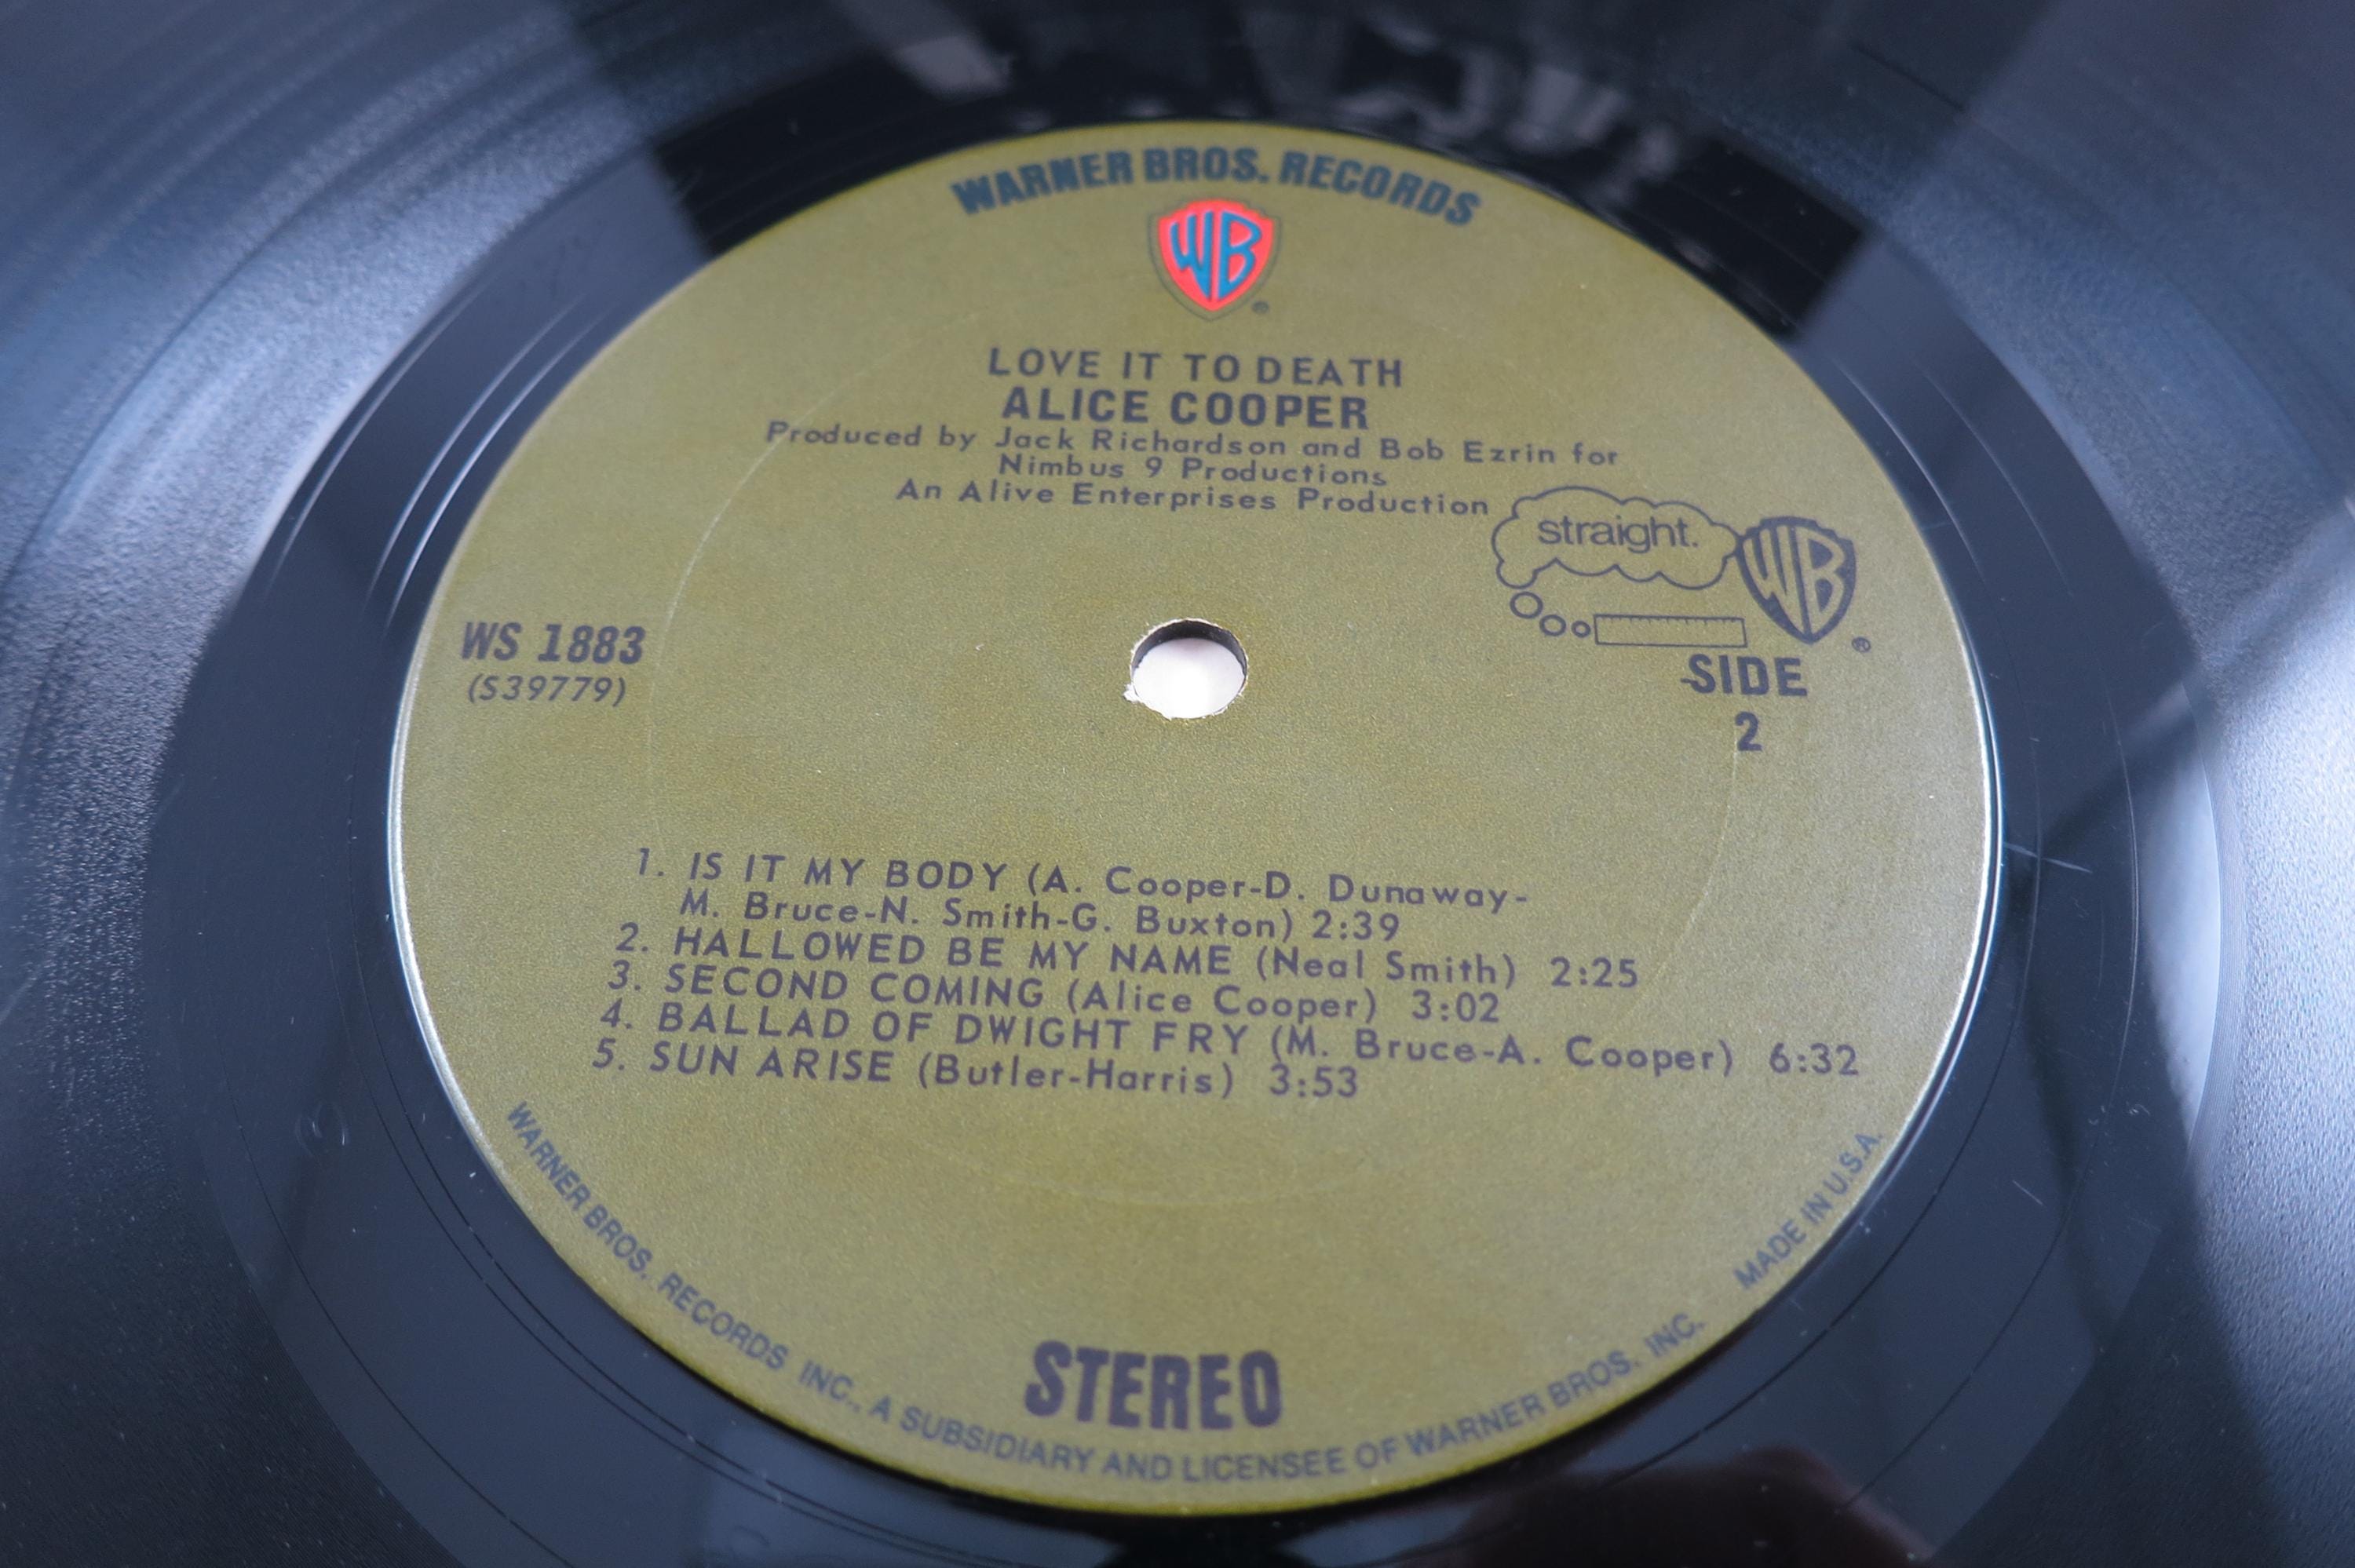 WARNER BROS. RECORDS
WB
®
LOVE IT TO DEATH
ALICE COOPER
Produced by Jack Richardson and Bob Ezrin for
Nimbus 9 Productions
An Alive Enterprises Production
straight.
WB
®
WS 1883
(S39779)
SIDE
2
1. IS IT MY BODY (A. Cooper-D. Dunaway-
M. Bruce-N. Smith-G. Buxton) 2:39
2. HALLOWED BE MY NAME (Neal Smith) 2:25
3. SECOND COMING (Alice Cooper) 3:02
4. BALLAD OF DWIGHT FRY (M. Bruce-A. Cooper) 6:32
5. SUN ARISE (Butler-Harris) 3:53
STEREO
WARNER BROS. RECORDS INC., A SUBSIDIARY AND LICENSEE OF WARNER BROS. INC. MADE IN U.S.A.